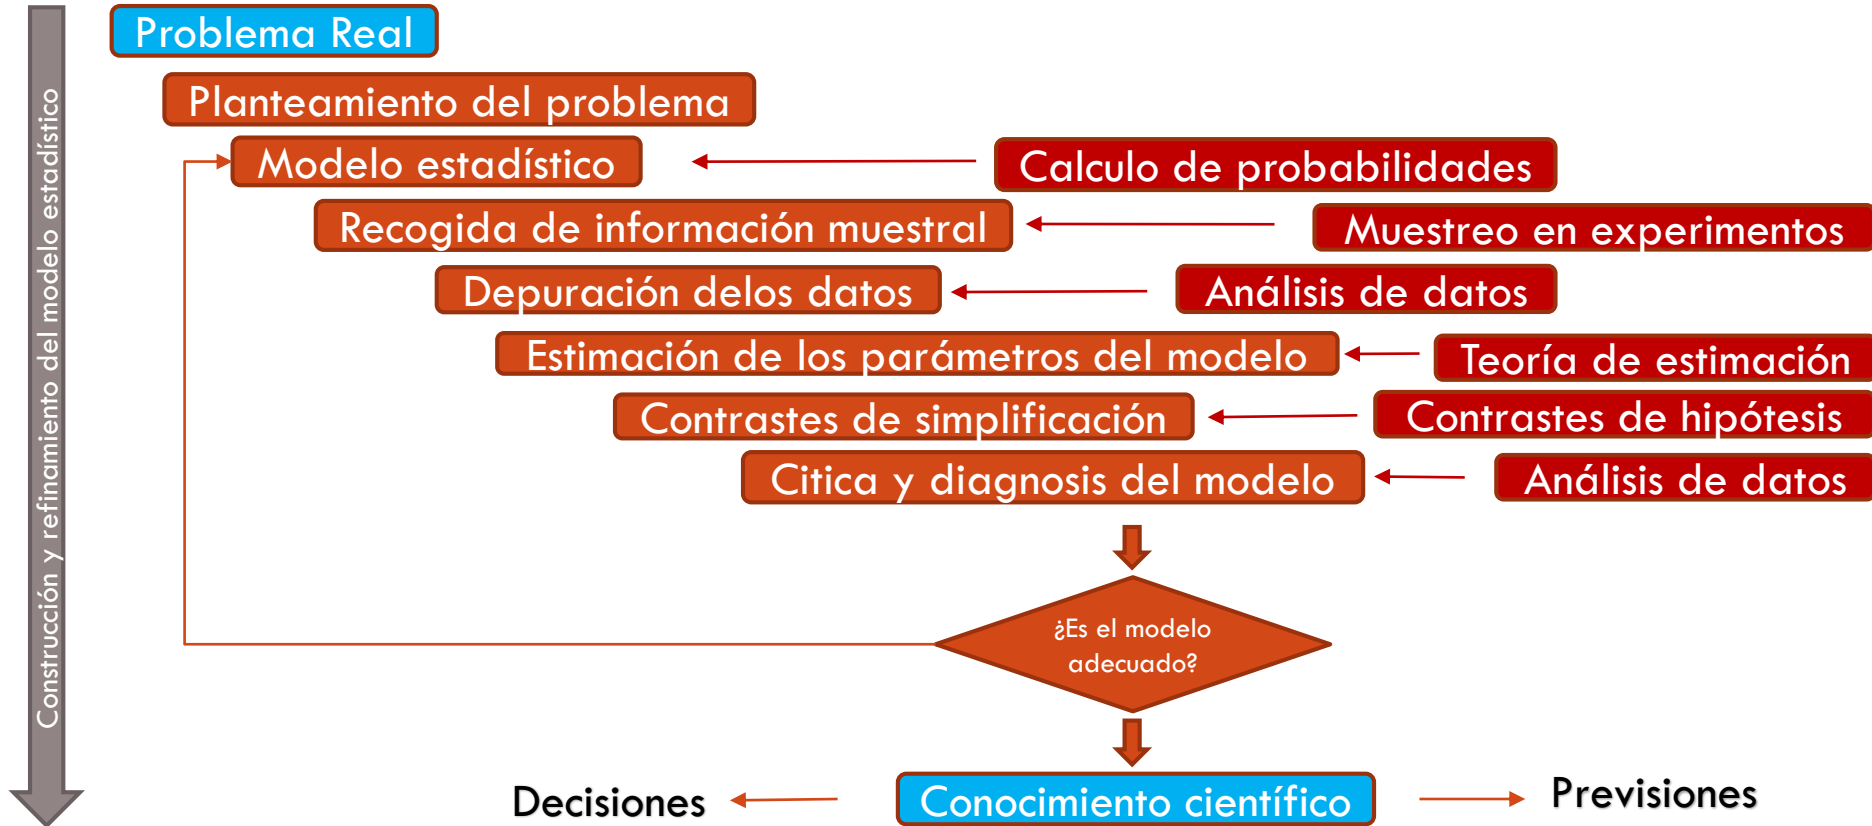 Construcción y refinamiento del modelo estadístico
Problema Real
Planteamiento del problema
Modelo estadístico
Calculo de probabilidades
Recogida de información muestral
Muestreo en experimentos
Depuración delos datos
Análisis de datos
Estimación de los parámetros del modelo
Teoría de estimación
Contrastes de simplificación
Contrastes de hipótesis
Citica y diagnosis del modelo
Análisis de datos
¿Es el modelo
adecuado?
Decisiones
Conocimiento científico
Previsiones